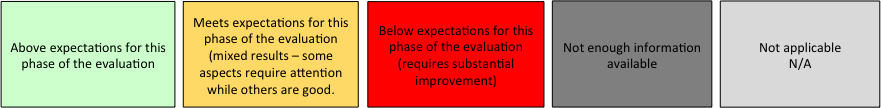 Above expectations for this
phase of the evaluation
Meets expectations for this
phase of the evaluation
(mixed results – some
aspects require attention
while others are good.
Below expectations for this
phase of the evaluation
(requires substantial
improvement)
Not enough information
available
Not applicable
N/A